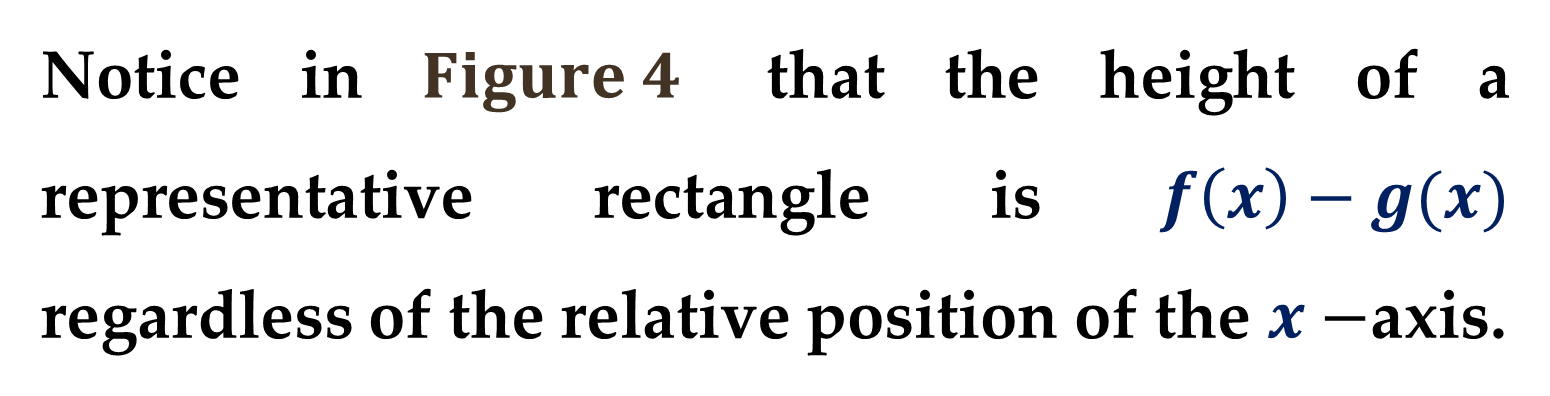 Notice in Figure 4 that the height of a
representative rectangle is f(x) − g(x)
regardless of the relative position of the x −axis.